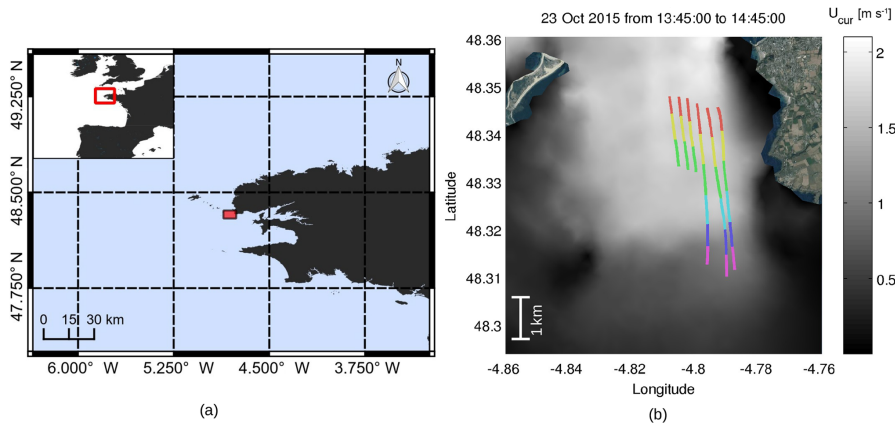 23 Oct 2015 from 13:45:00 to 14:45:00
U_cur [m s⁻¹]
N
49.250° N
48.500° N
47.750° N
0 15 30 km
6.000° W 5.250° W 4.500° W 3.750° W
(a)
Latitude
48.36
48.35
48.34
48.33
48.32
48.31
48.3
1 km
-4.86 -4.84 -4.82 -4.8 -4.78 -4.76
Longitude
(b)
2
1.5
1
0.5